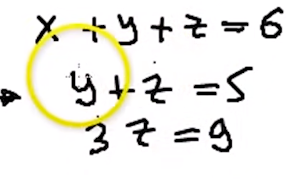 x + y + z = 6
y + z = 5
3 z = 9